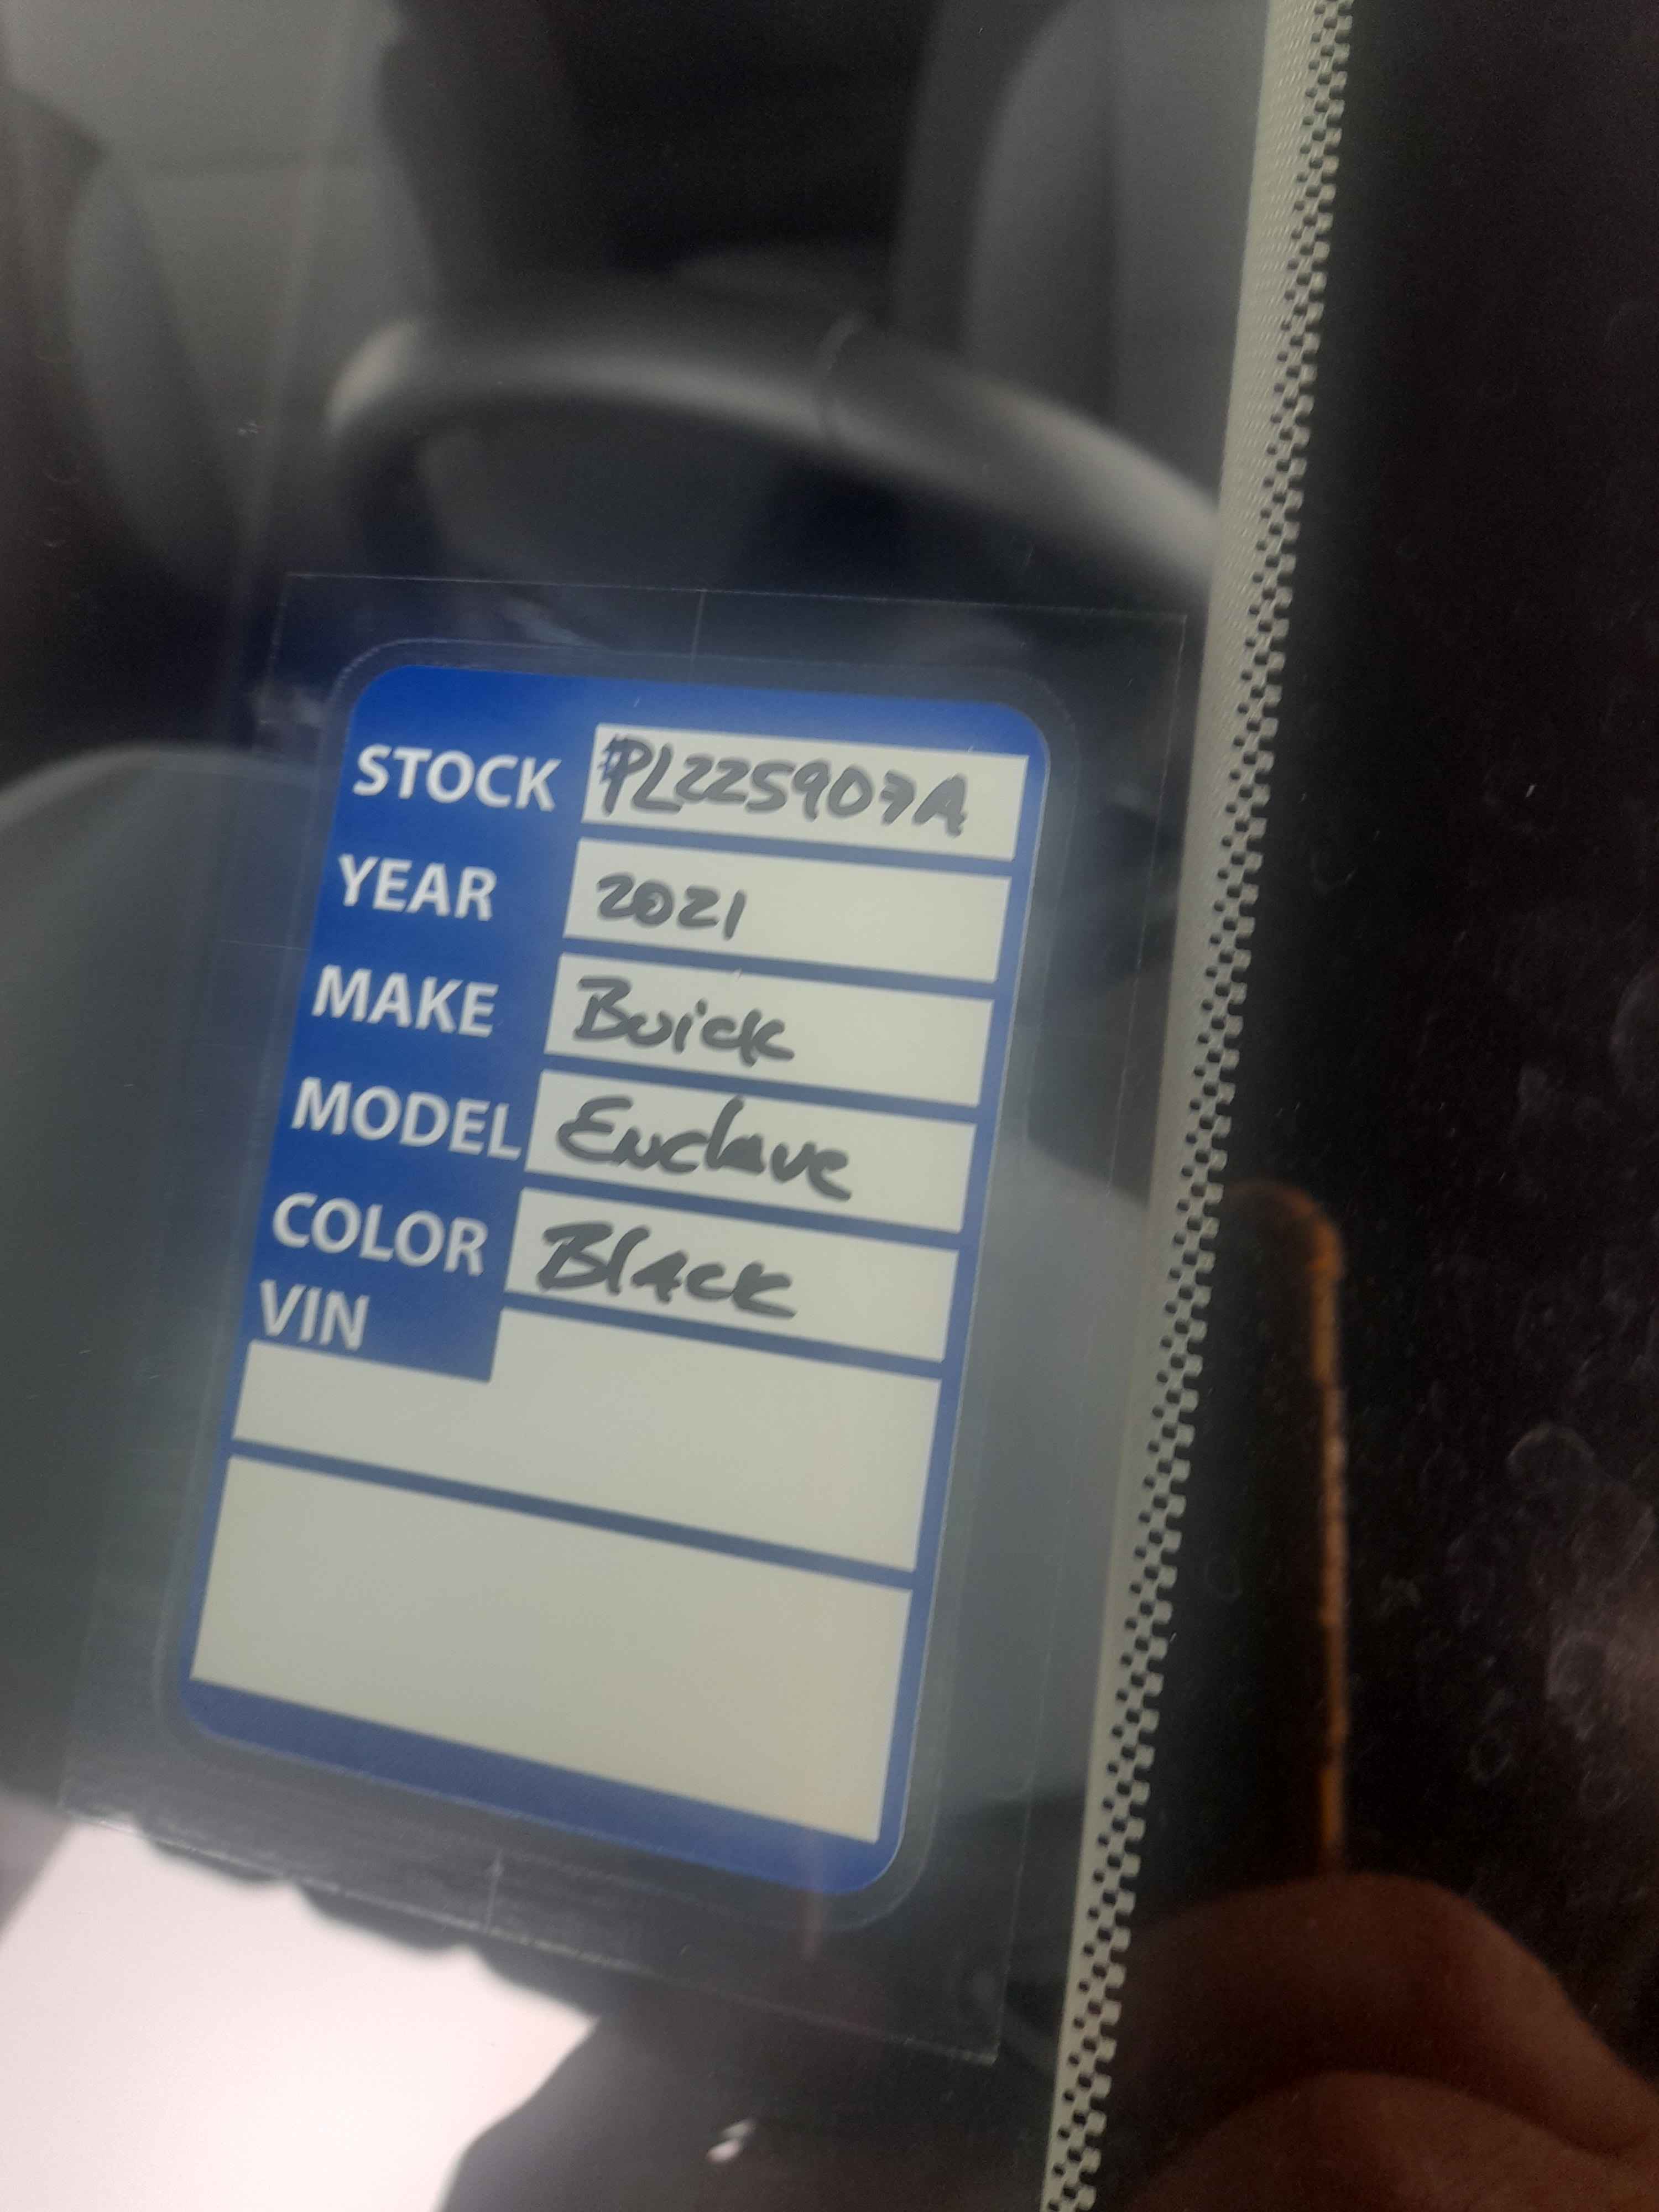 STOCK #PL225907A
YEAR 2021
MAKE Buick
MODEL Enclave
COLOR Black
VIN